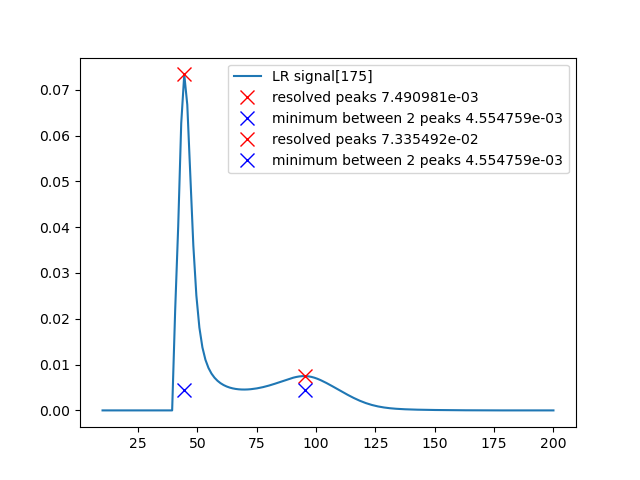 LR signal[175]
resolved peaks 7.490981e-03
minimum between 2 peaks 4.554759e-03
resolved peaks 7.335492e-02
minimum between 2 peaks 4.554759e-03
0.07
0.06
0.05
0.04
0.03
0.02
0.01
0.00
25 50 75 100 125 150 175 200